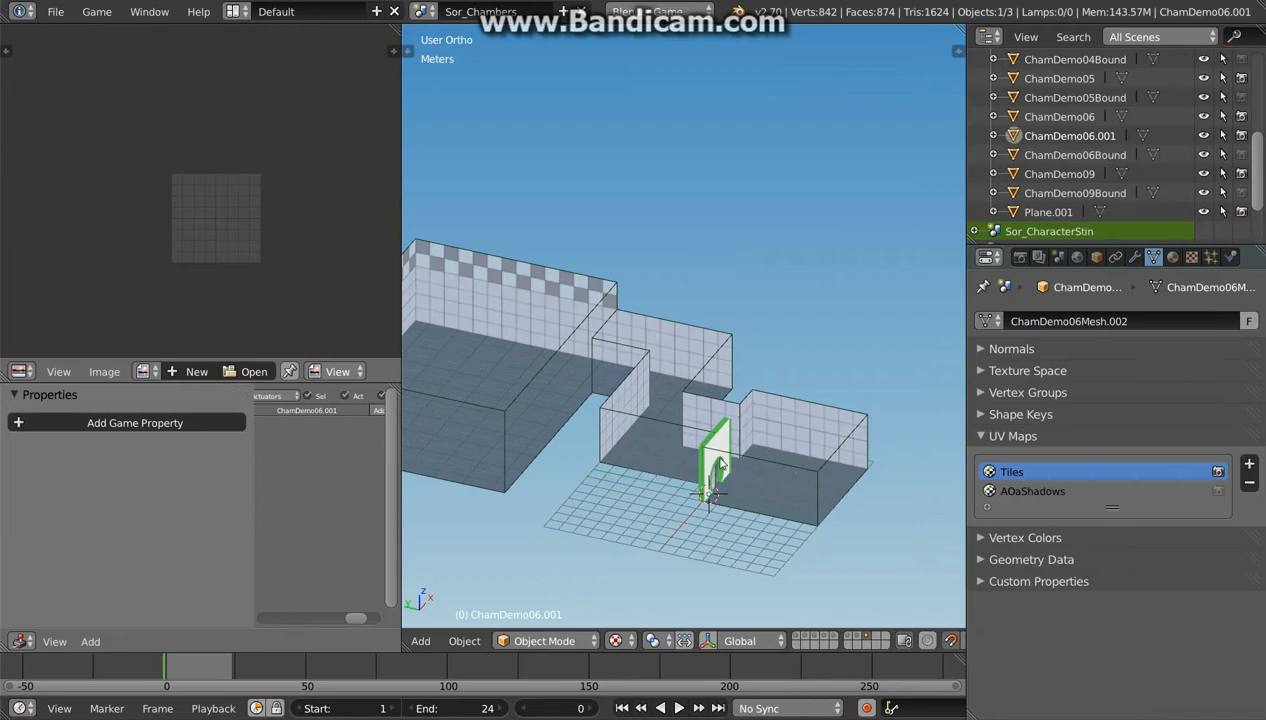 www.Bandicam.com
File Game Window Help Default Sor_Chambers v2.70 | Verts:842 | Faces:874 | Tris:1624 | Objects:1/29 | Lamps:0/0 | Mem:143.57M | ChamDemo06.001
User Ortho
Meters
View Search All Scenes
ChamDemo04Bound
ChamDemo05
ChamDemo05Bound
ChamDemo06
ChamDemo06.001
ChamDemo06Bound
ChamDemo09
ChamDemo09Bound
Plane.001
Sor_CharacterStin
ChamDemo... ChamDemo06M...
ChamDemo06Mesh.002 F
Normals
Texture Space
Vertex Groups
Shape Keys
UV Maps
Tiles
AOaShadows
Vertex Colors
Geometry Data
Custom Properties
View Image New Open View
Properties
Add Game Property
Actuators Sel Act
ChamDemo06.001 Add
z
y x
(0) ChamDemo06.001
View Add
Add Object Object Mode Global
-50 0 50 100 150 200 250
View Marker Frame Playback Start: 1 End: 24 0 No Sync